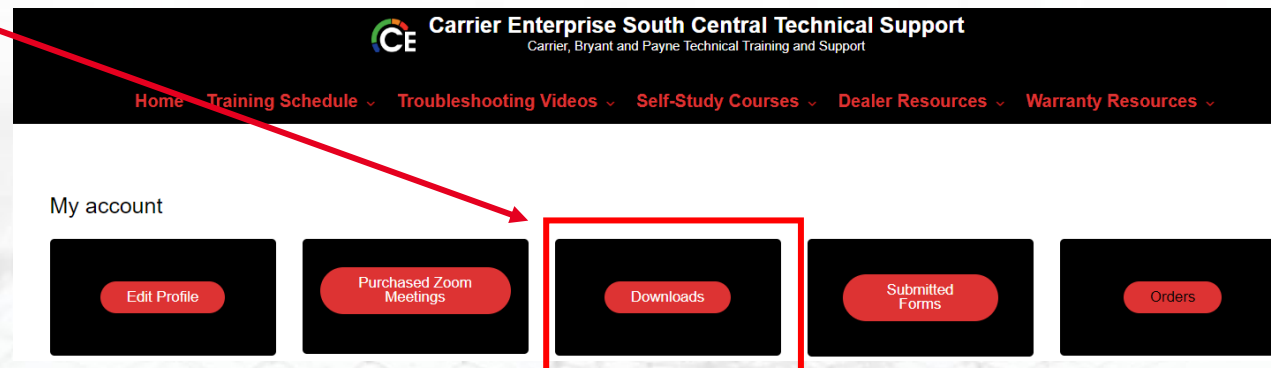 CE
Carrier Enterprise South Central Technical Support
Carrier, Bryant and Payne Technical Training and Support
Home Training Schedule Troubleshooting Videos Self-Study Courses Dealer Resources Warranty Resources
My account
Edit Profile
Purchased Zoom
Meetings
Downloads
Submitted
Forms
Orders